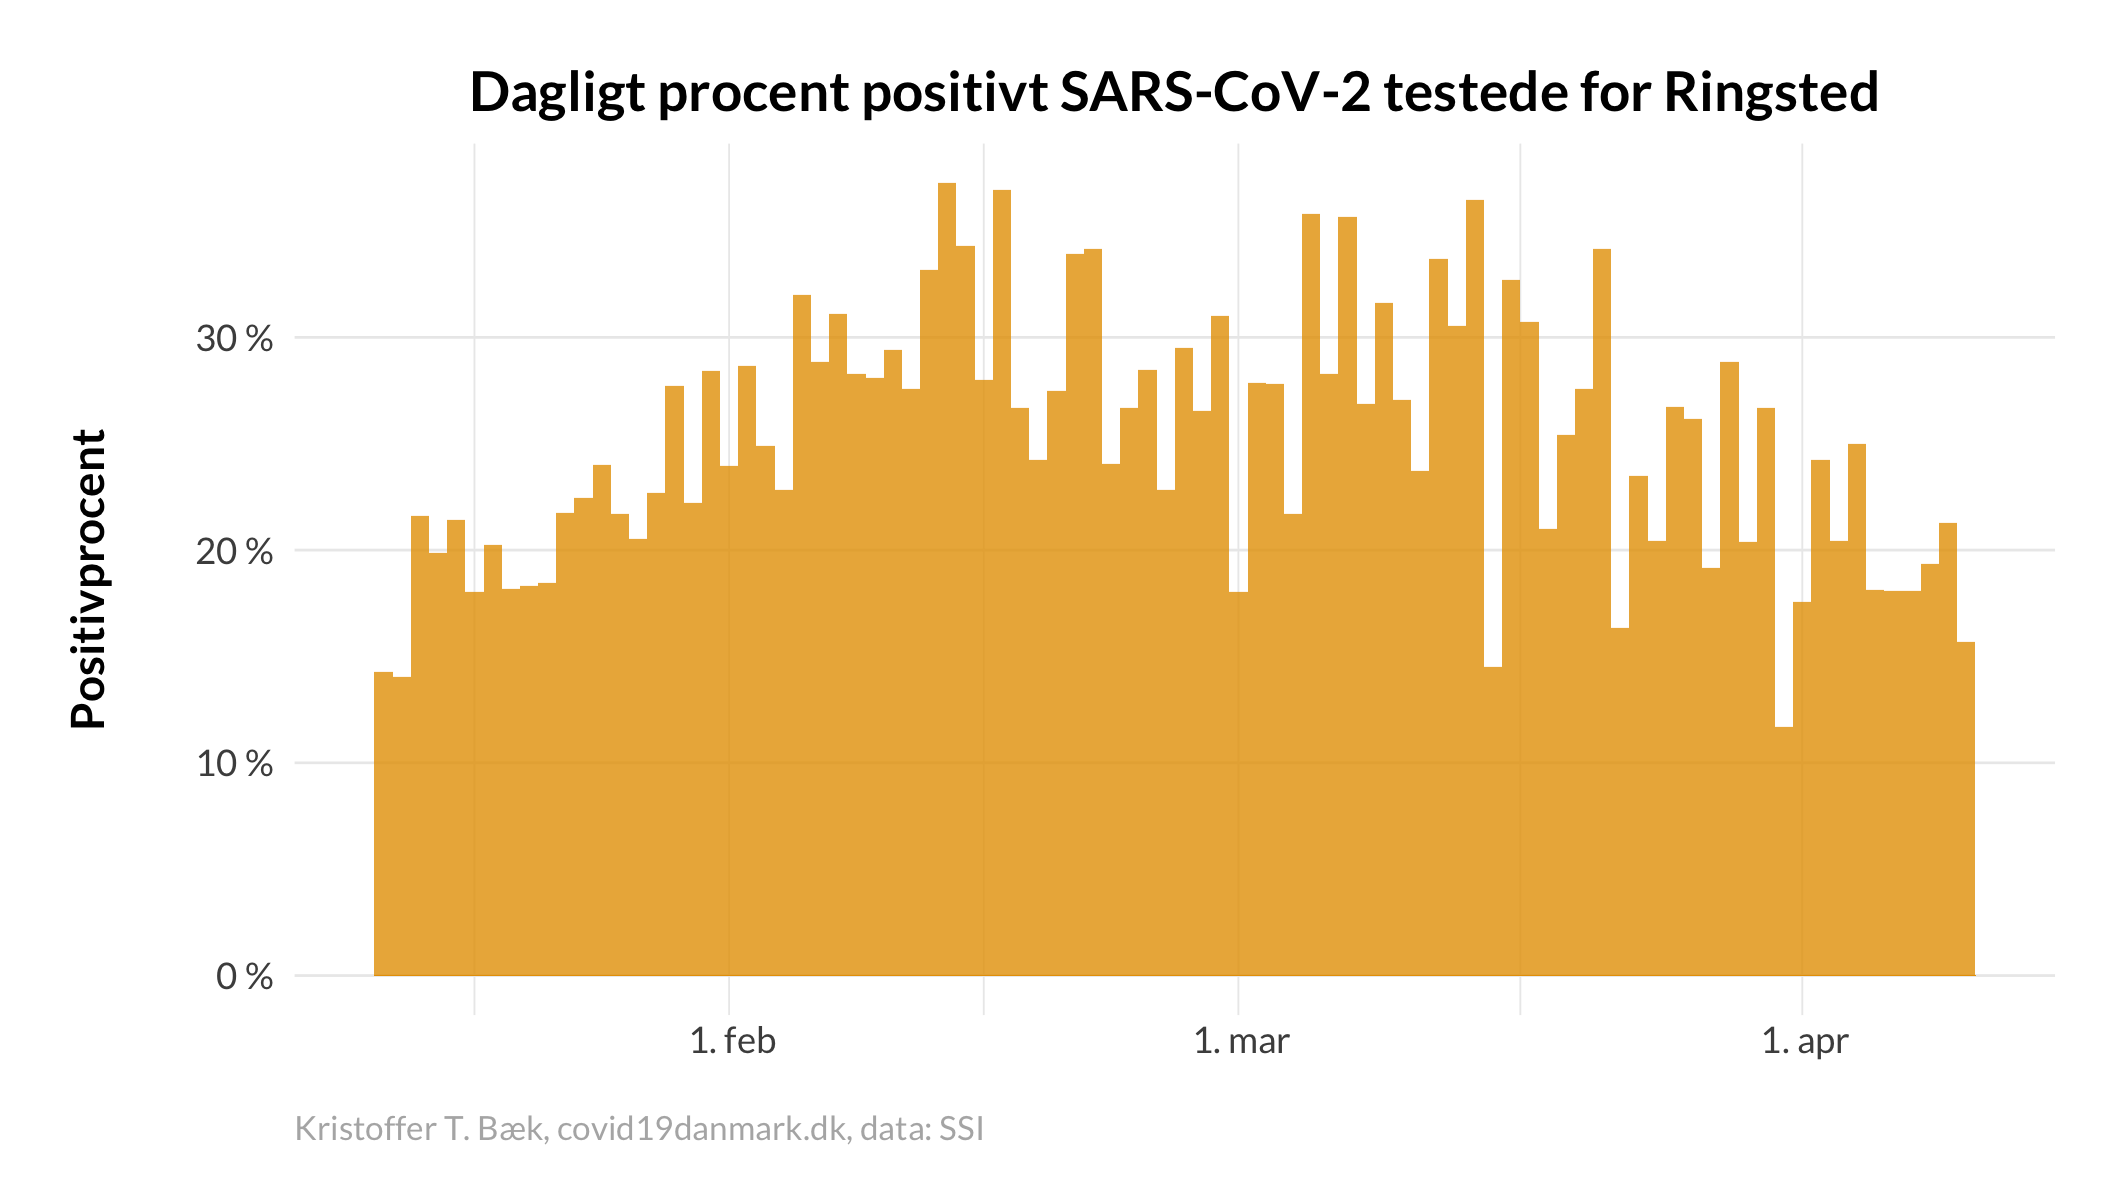 Dagligt procent positivt SARS-CoV-2 testede for Ringsted
Positivprocent
30 %
20 %
10 %
0 %
1. feb
1. mar
1. apr
Kristoffer T. Bæk, covid19danmark.dk, data: SSI